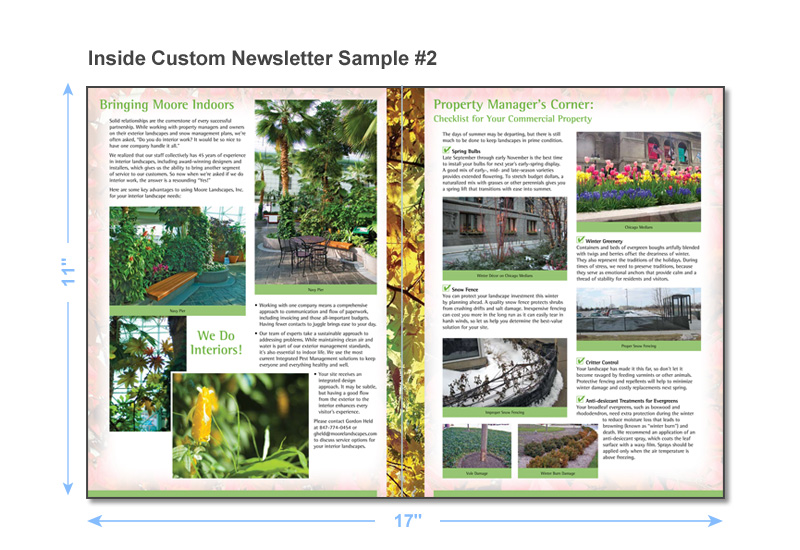 Inside Custom Newsletter Sample #2
11"
17"
Bringing Moore Indoors
Solid relationships are the cornerstone of every successful
partnership. While working with property managers and owners
on their exterior landscapes and snow management plans, we're
often asked, "Do you do interior work? It would be so nice to
have one company handle it all."
We realized that our staff collectively has 45 years of experience
in interior landscapes, including award-winning designers and
installers, which gives us the ability to bring another segment
of service to our customers. So now when we're asked if we do
interior work, the answer is a resounding "Yes!"
Here are some key advantages to using Moore Landscapes, Inc.
for your interior landscape needs:
Navy Pier
We Do
Interiors!
Navy Pier
• Working with one company means a comprehensive
approach to communication and flow of paperwork,
including invoicing and those all-important budgets.
Having fewer contacts to juggle brings ease to your day.
• Our team of experts take a sustainable approach to
addressing problems. While maintaining clean air and
water is part of our exterior management standards,
it's also essential to indoor life. We use the most
current Integrated Pest Management solutions to keep
everyone and everything healthy and well.
• Your site receives an
integrated design
approach. It may be subtle,
but having a good flow
from the exterior to the
interior enhances every
visitor's experience.
Please contact Gordon Held
at 847-774-0454 or
gheld@moorelandscapes.com
to discuss service options for
your interior landscapes.
Property Manager's Corner:
Checklist for Your Commercial Property
The days of summer may be departing, but there is still
much to be done to keep landscapes in prime condition.
Spring Bulbs
Late September through early November is the best time
to install your bulbs for next year's early-spring display.
A good mix of early-, mid- and late-season varieties
provides extended flowering. To stretch budget dollars, a
naturalized mix with grasses or other perennials gives you
a spring lift that transitions with ease into summer.
Winter Décor on Chicago Medians
Snow Fence
You can protect your landscape investment this winter
by planning ahead. A quality snow fence protects shrubs
from crushing drifts and salt damage. Inexpensive fencing
can cost you more in the long run as it can easily tear in
harsh winds, so let us help you determine the best-value
solution for your site.
Improper Snow Fencing
Vole Damage
Winter Burn Damage
Chicago Medians
Winter Greenery
Containers and beds of evergreen boughs artfully blended
with twigs and berries offset the dreariness of winter.
They also represent the traditions of the holidays. During
times of stress, we need to preserve traditions, because
they serve as emotional anchors that provide calm and a
thread of stability for residents and visitors.
Proper Snow Fencing
Critter Control
Your landscape has made it this far, so don't let it
become ravaged by feeding varmints or other animals.
Protective fencing and repellents will help to minimize
winter damage and costly replacements next spring.
Anti-desiccant Treatments for Evergreens
Your broadleaf evergreens, such as boxwood and
rhododendron, need extra protection during the winter
to reduce moisture loss that leads to
browning (known as "winter burn") and
death. We recommend an application of an
anti-desiccant spray, which coats the leaf
surface with a waxy film. Sprays should be
applied only when the air temperature is
above freezing.